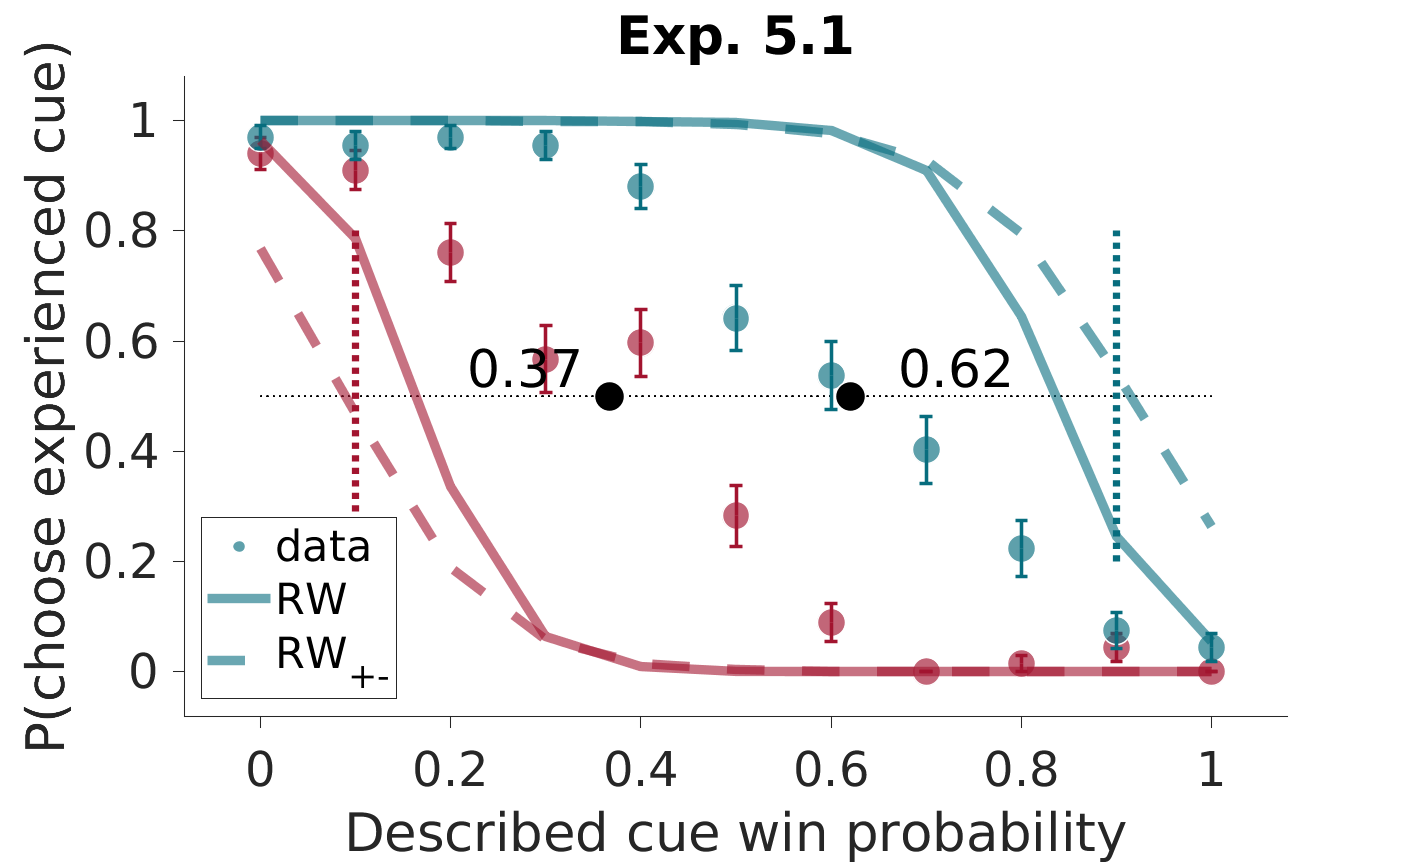 Exp. 5.1
P(choose experienced cue)
1
0.8
0.6
0.4
0.2
0
0.37
0.62
data
RW
RW+-
0 0.2 0.4 0.6 0.8 1
Described cue win probability